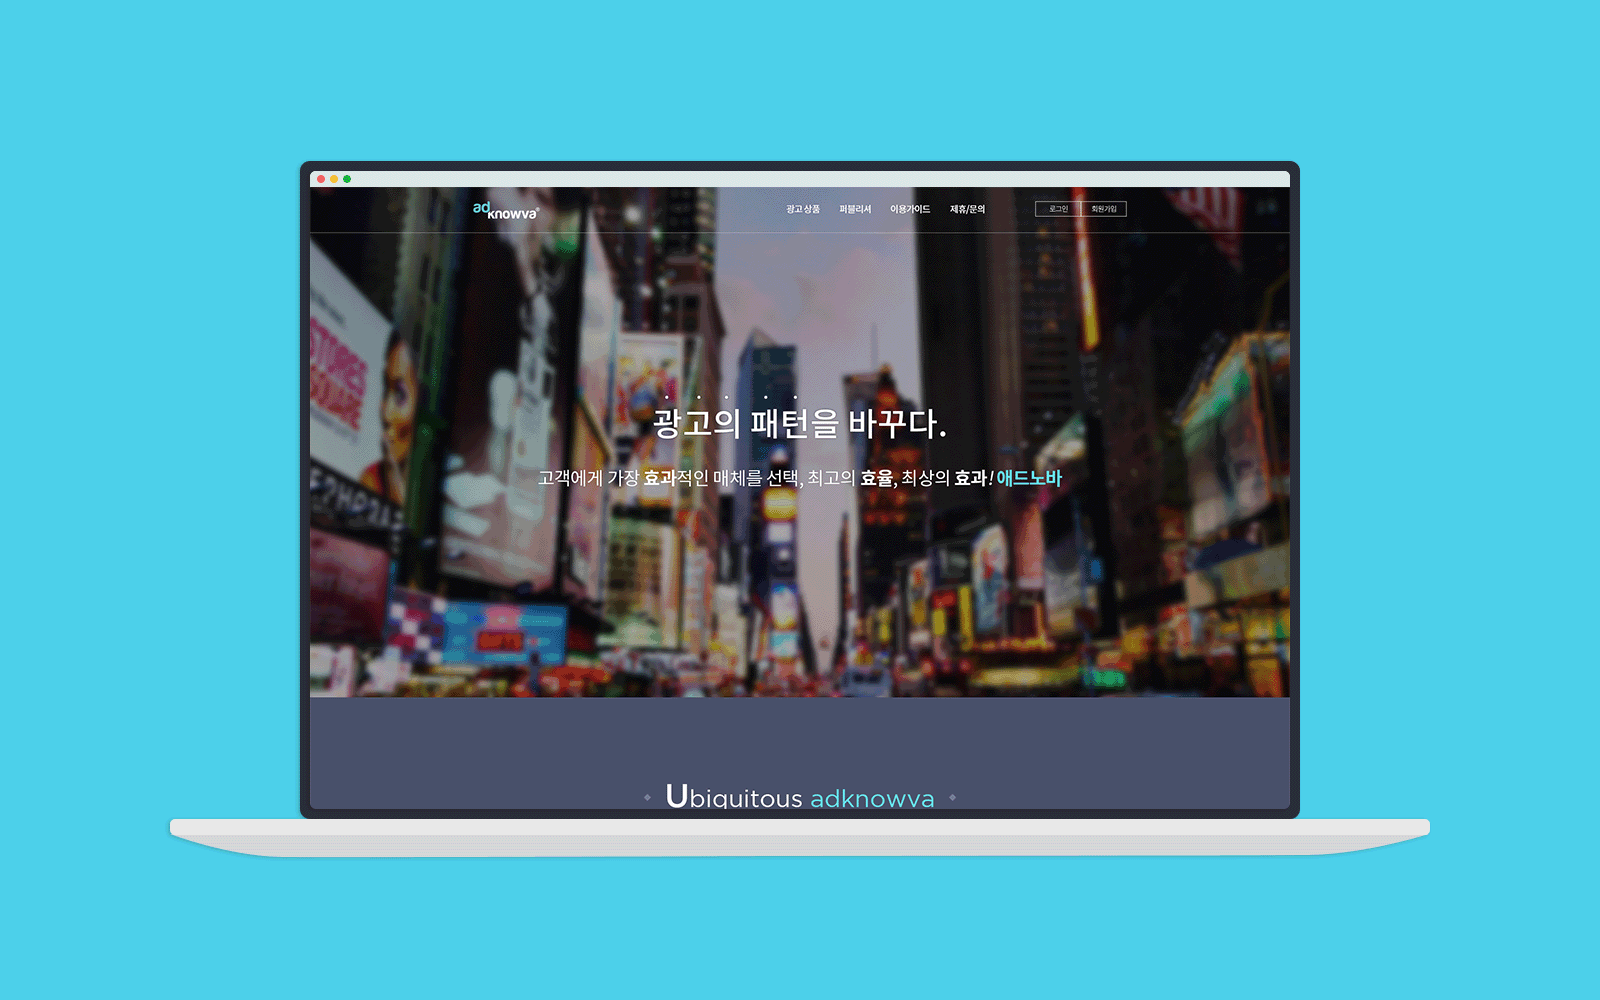 adknowva
광고 상품 퍼블리셔 이용가이드 제휴/문의 로그인 회원가입
광고의 패턴을 바꾸다.
고객에게 가장 효과적인 매체를 선택, 최고의 효율, 최상의 효과! 애드노바
Ubiquitous adknowva